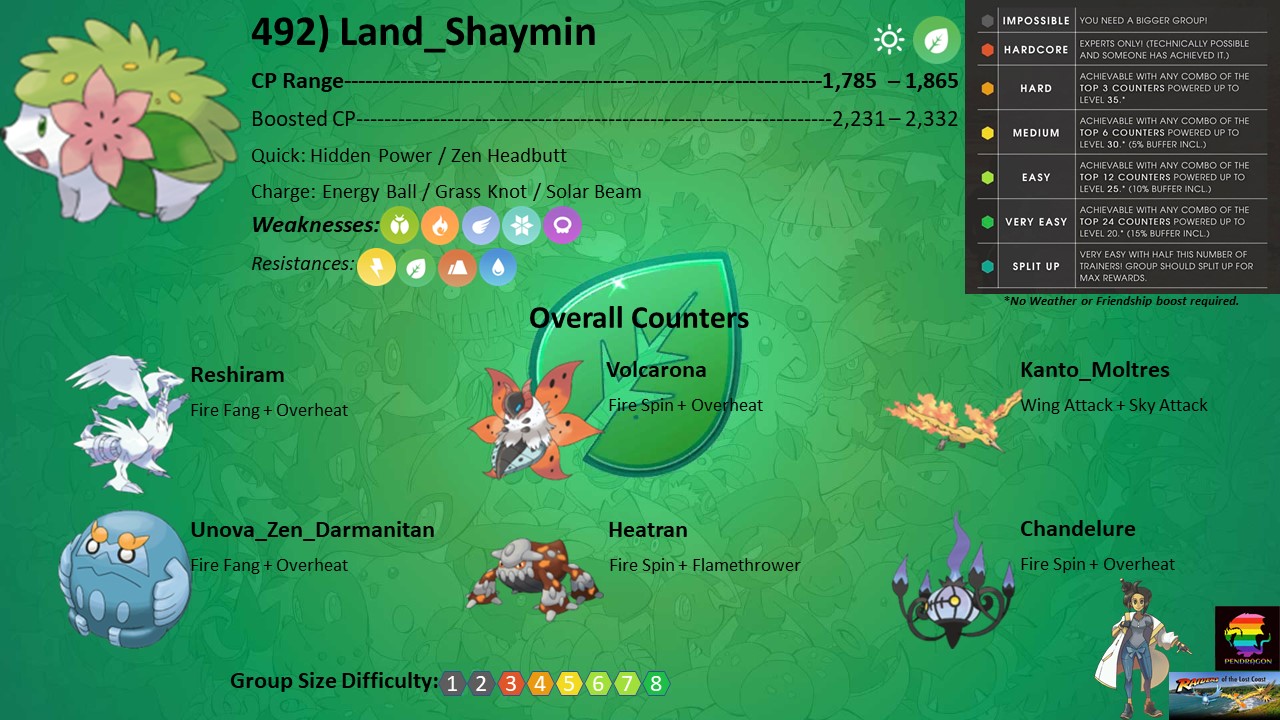 492) Land_Shaymin
CP Range--------------------------------------------------------------------1,785 – 1,865
Boosted CP--------------------------------------------------------------------2,231 – 2,332
Quick: Hidden Power / Zen Headbutt
Charge: Energy Ball / Grass Knot / Solar Beam
Weaknesses:
Resistances:
IMPOSSIBLE YOU NEED A BIGGER GROUP!
HARDCORE EXPERTS ONLY! (TECHNICALLY POSSIBLE
AND SOMEONE HAS ACHIEVED IT.)
HARD ACHIEVABLE WITH ANY COMBO OF THE
TOP 3 COUNTERS POWERED UP TO
LEVEL 35.*
MEDIUM ACHIEVABLE WITH ANY COMBO OF THE
TOP 6 COUNTERS POWERED UP TO
LEVEL 30.* (5% BUFFER INCL.)
EASY ACHIEVABLE WITH ANY COMBO OF THE
TOP 12 COUNTERS POWERED UP TO
LEVEL 25.* (10% BUFFER INCL.)
VERY EASY ACHIEVABLE WITH ANY COMBO OF THE
TOP 24 COUNTERS POWERED UP TO
LEVEL 20.* (15% BUFFER INCL.)
SPLIT UP VERY EASY WITH HALF THIS NUMBER OF
TRAINERS! GROUP SHOULD SPLIT UP FOR
MAX REWARDS.
*No Weather or Friendship boost required.
Overall Counters
Reshiram
Fire Fang + Overheat
Volcarona
Fire Spin + Overheat
Kanto_Moltres
Wing Attack + Sky Attack
Unova_Zen_Darmanitan
Fire Fang + Overheat
Heatran
Fire Spin + Flamethrower
Chandelure
Fire Spin + Overheat
Group Size Difficulty: 1 2 3 4 5 6 7 8
PENDRAGON
RAIDERS of the Lost Coast